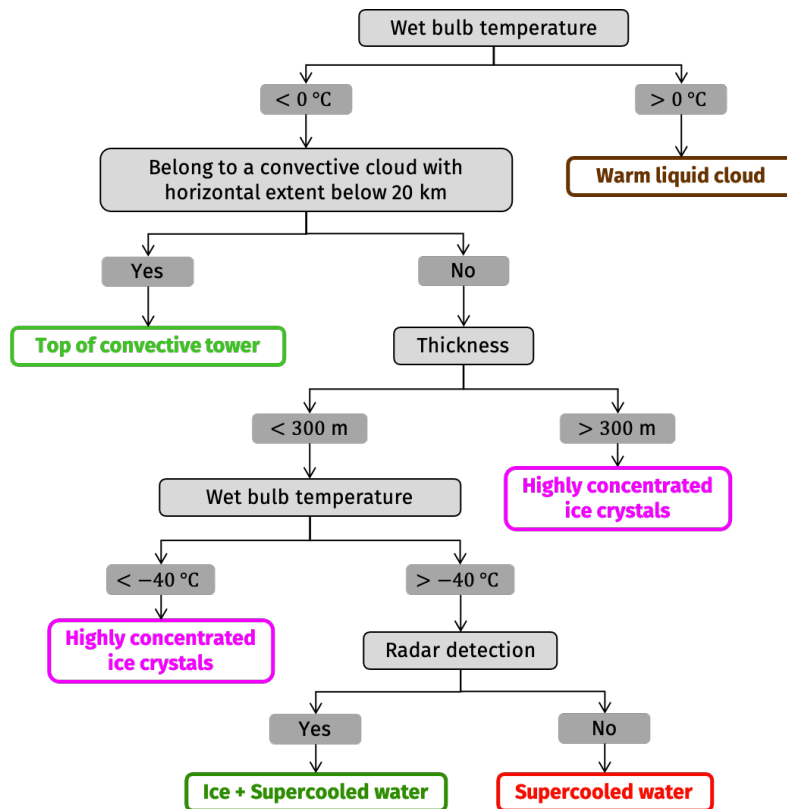 Wet bulb temperature
< 0 °C
> 0 °C
Belong to a convective cloud with
horizontal extent below 20 km
Warm liquid cloud
Yes
No
Top of convective tower
Thickness
< 300 m
> 300 m
Wet bulb temperature
Highly concentrated
ice crystals
< −40 °C
> −40 °C
Highly concentrated
ice crystals
Radar detection
Yes
No
Ice + Supercooled water
Supercooled water